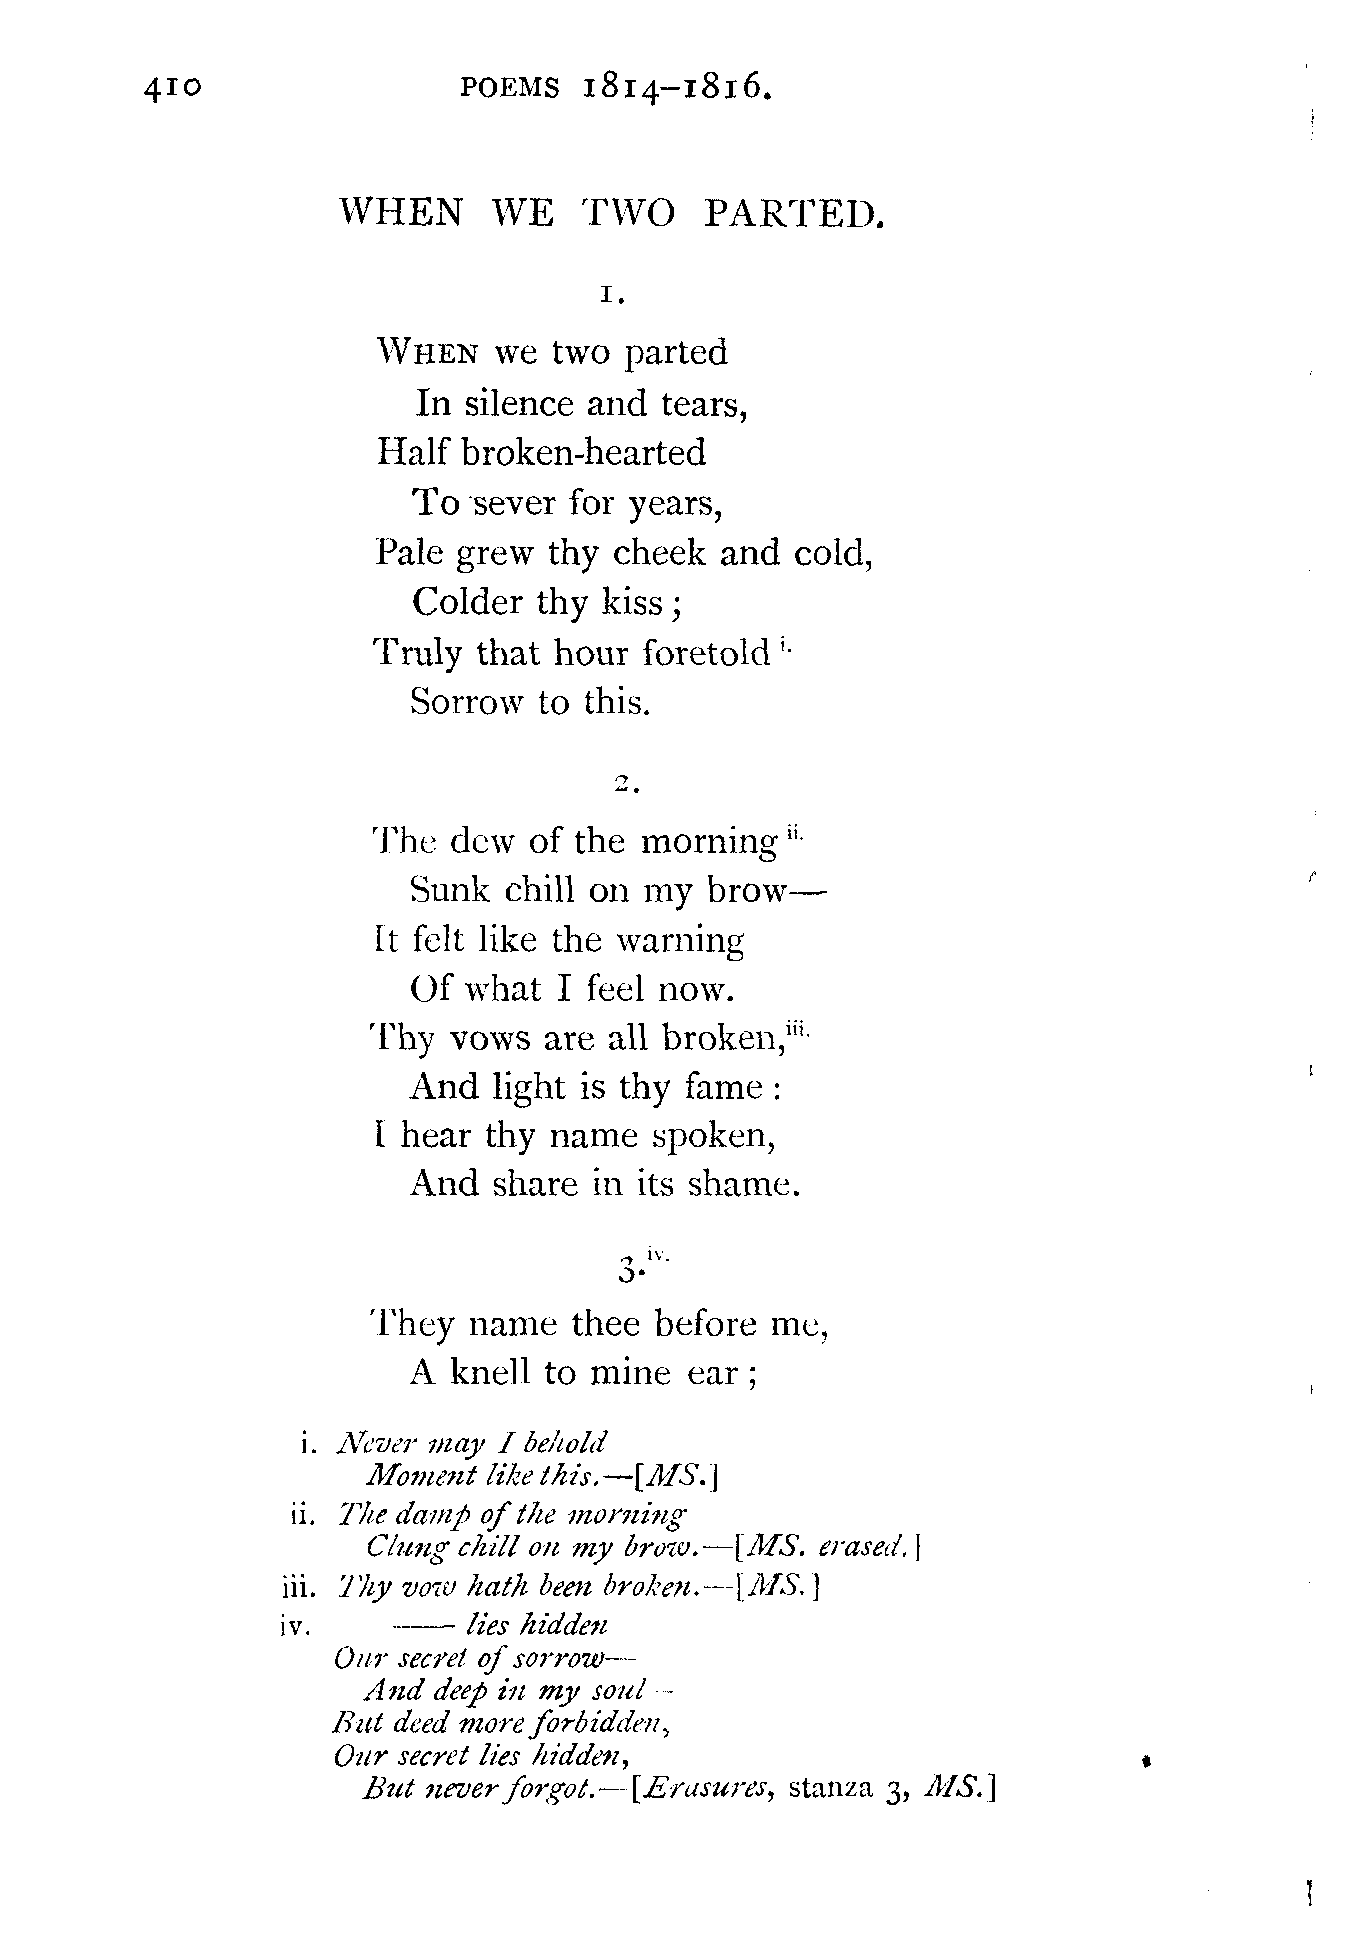 410 POEMS 1814–1816.
WHEN WE TWO PARTED.
1.
WHEN we two parted
In silence and tears,
Half broken-hearted
To sever for years,
Pale grew thy cheek and cold,
Colder thy kiss;
Truly that hour foretold i.
Sorrow to this.
2.
The dew of the morning ii.
Sunk chill on my brow—
It felt like the warning
Of what I feel now.
Thy vows are all broken,iii.
And light is thy fame:
I hear thy name spoken,
And share in its shame.
3.iv.
They name thee before me,
A knell to mine ear;
i. Never may I behold
Moment like this.—[MS.]
ii. The damp of the morning
Clung chill on my brow.—[MS. erased.]
iii. Thy vow hath been broken.—[MS.]
iv. —— lies hidden
Our secret of sorrow—
And deep in my soul—
But deed more forbidden,
Our secret lies hidden,
But never forgot.—[Erasures, stanza 3, MS.]